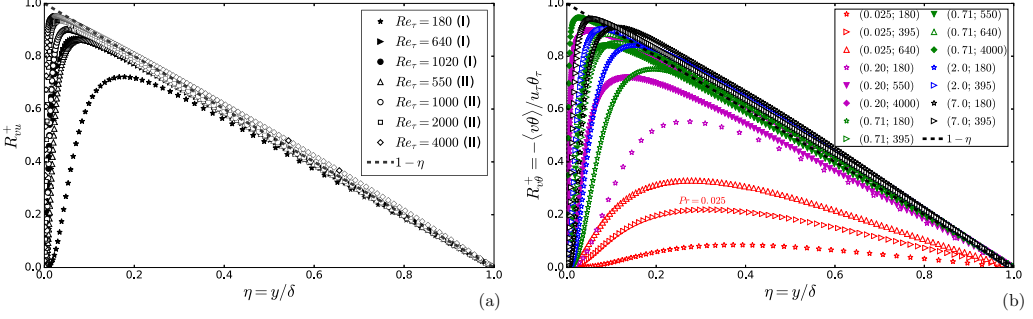 1.0
0.8
0.6
0.4
0.2
0.0
0.0 0.2 0.4 0.6 0.8 1.0
R⁺ᵥᵤ
η = y/δ
Re_τ = 180 (I)
Re_τ = 640 (I)
Re_τ = 1020 (I)
Re_τ = 550 (II)
Re_τ = 1000 (II)
Re_τ = 2000 (II)
Re_τ = 4000 (II)
1 − η
(a)
1.0
0.8
0.6
0.4
0.2
0.0
0.0 0.2 0.4 0.6 0.8 1.0
R⁺_vθ = −⟨vθ⟩/u_τθ_τ
η = y/δ
Pr = 0.025
(0.025; 180)
(0.025; 395)
(0.025; 640)
(0.20; 180)
(0.20; 550)
(0.20; 4000)
(0.71; 180)
(0.71; 395)
(0.71; 550)
(0.71; 640)
(0.71; 4000)
(2.0; 180)
(2.0; 395)
(7.0; 180)
(7.0; 395)
1 − η
(b)